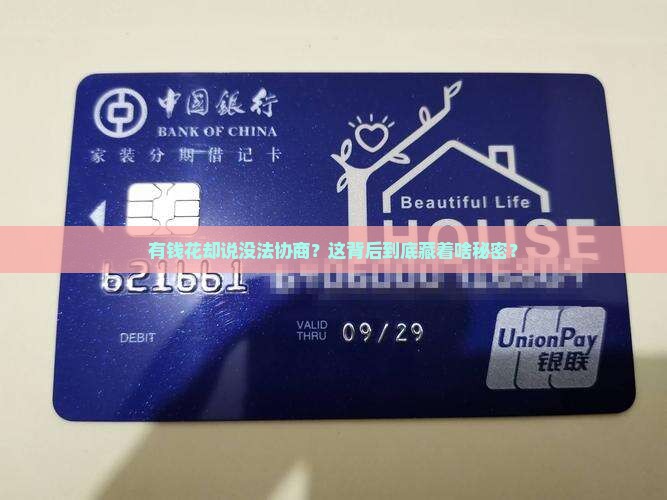 中国银行
BANK OF CHINA
家装分期借记卡
Beautiful Life
HOUSE
有钱花却说没法协商？这背后到底藏着啥秘密？
621661
DEBIT
VALID
THRU
09/29
UnionPay
银联